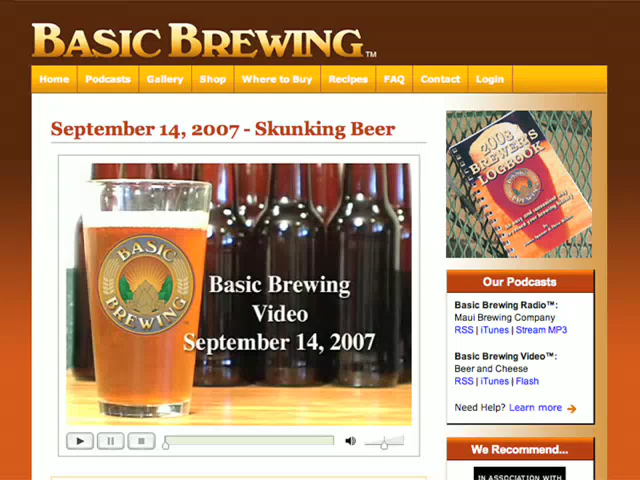 BASIC BREWING™
Home Podcasts Gallery Shop Where to Buy Recipes FAQ Contact Login
September 14, 2007 - Skunking Beer
BASIC
BREWING
Basic Brewing
Video
September 14, 2007
2008
BREWER'S
LOGBOOK
Our Podcasts
Basic Brewing Radio™:
Maui Brewing Company
RSS | iTunes | Stream MP3
Basic Brewing Video™:
Beer and Cheese
RSS | iTunes | Flash
Need Help? Learn more
We Recommend...
IN ASSOCIATION WITH